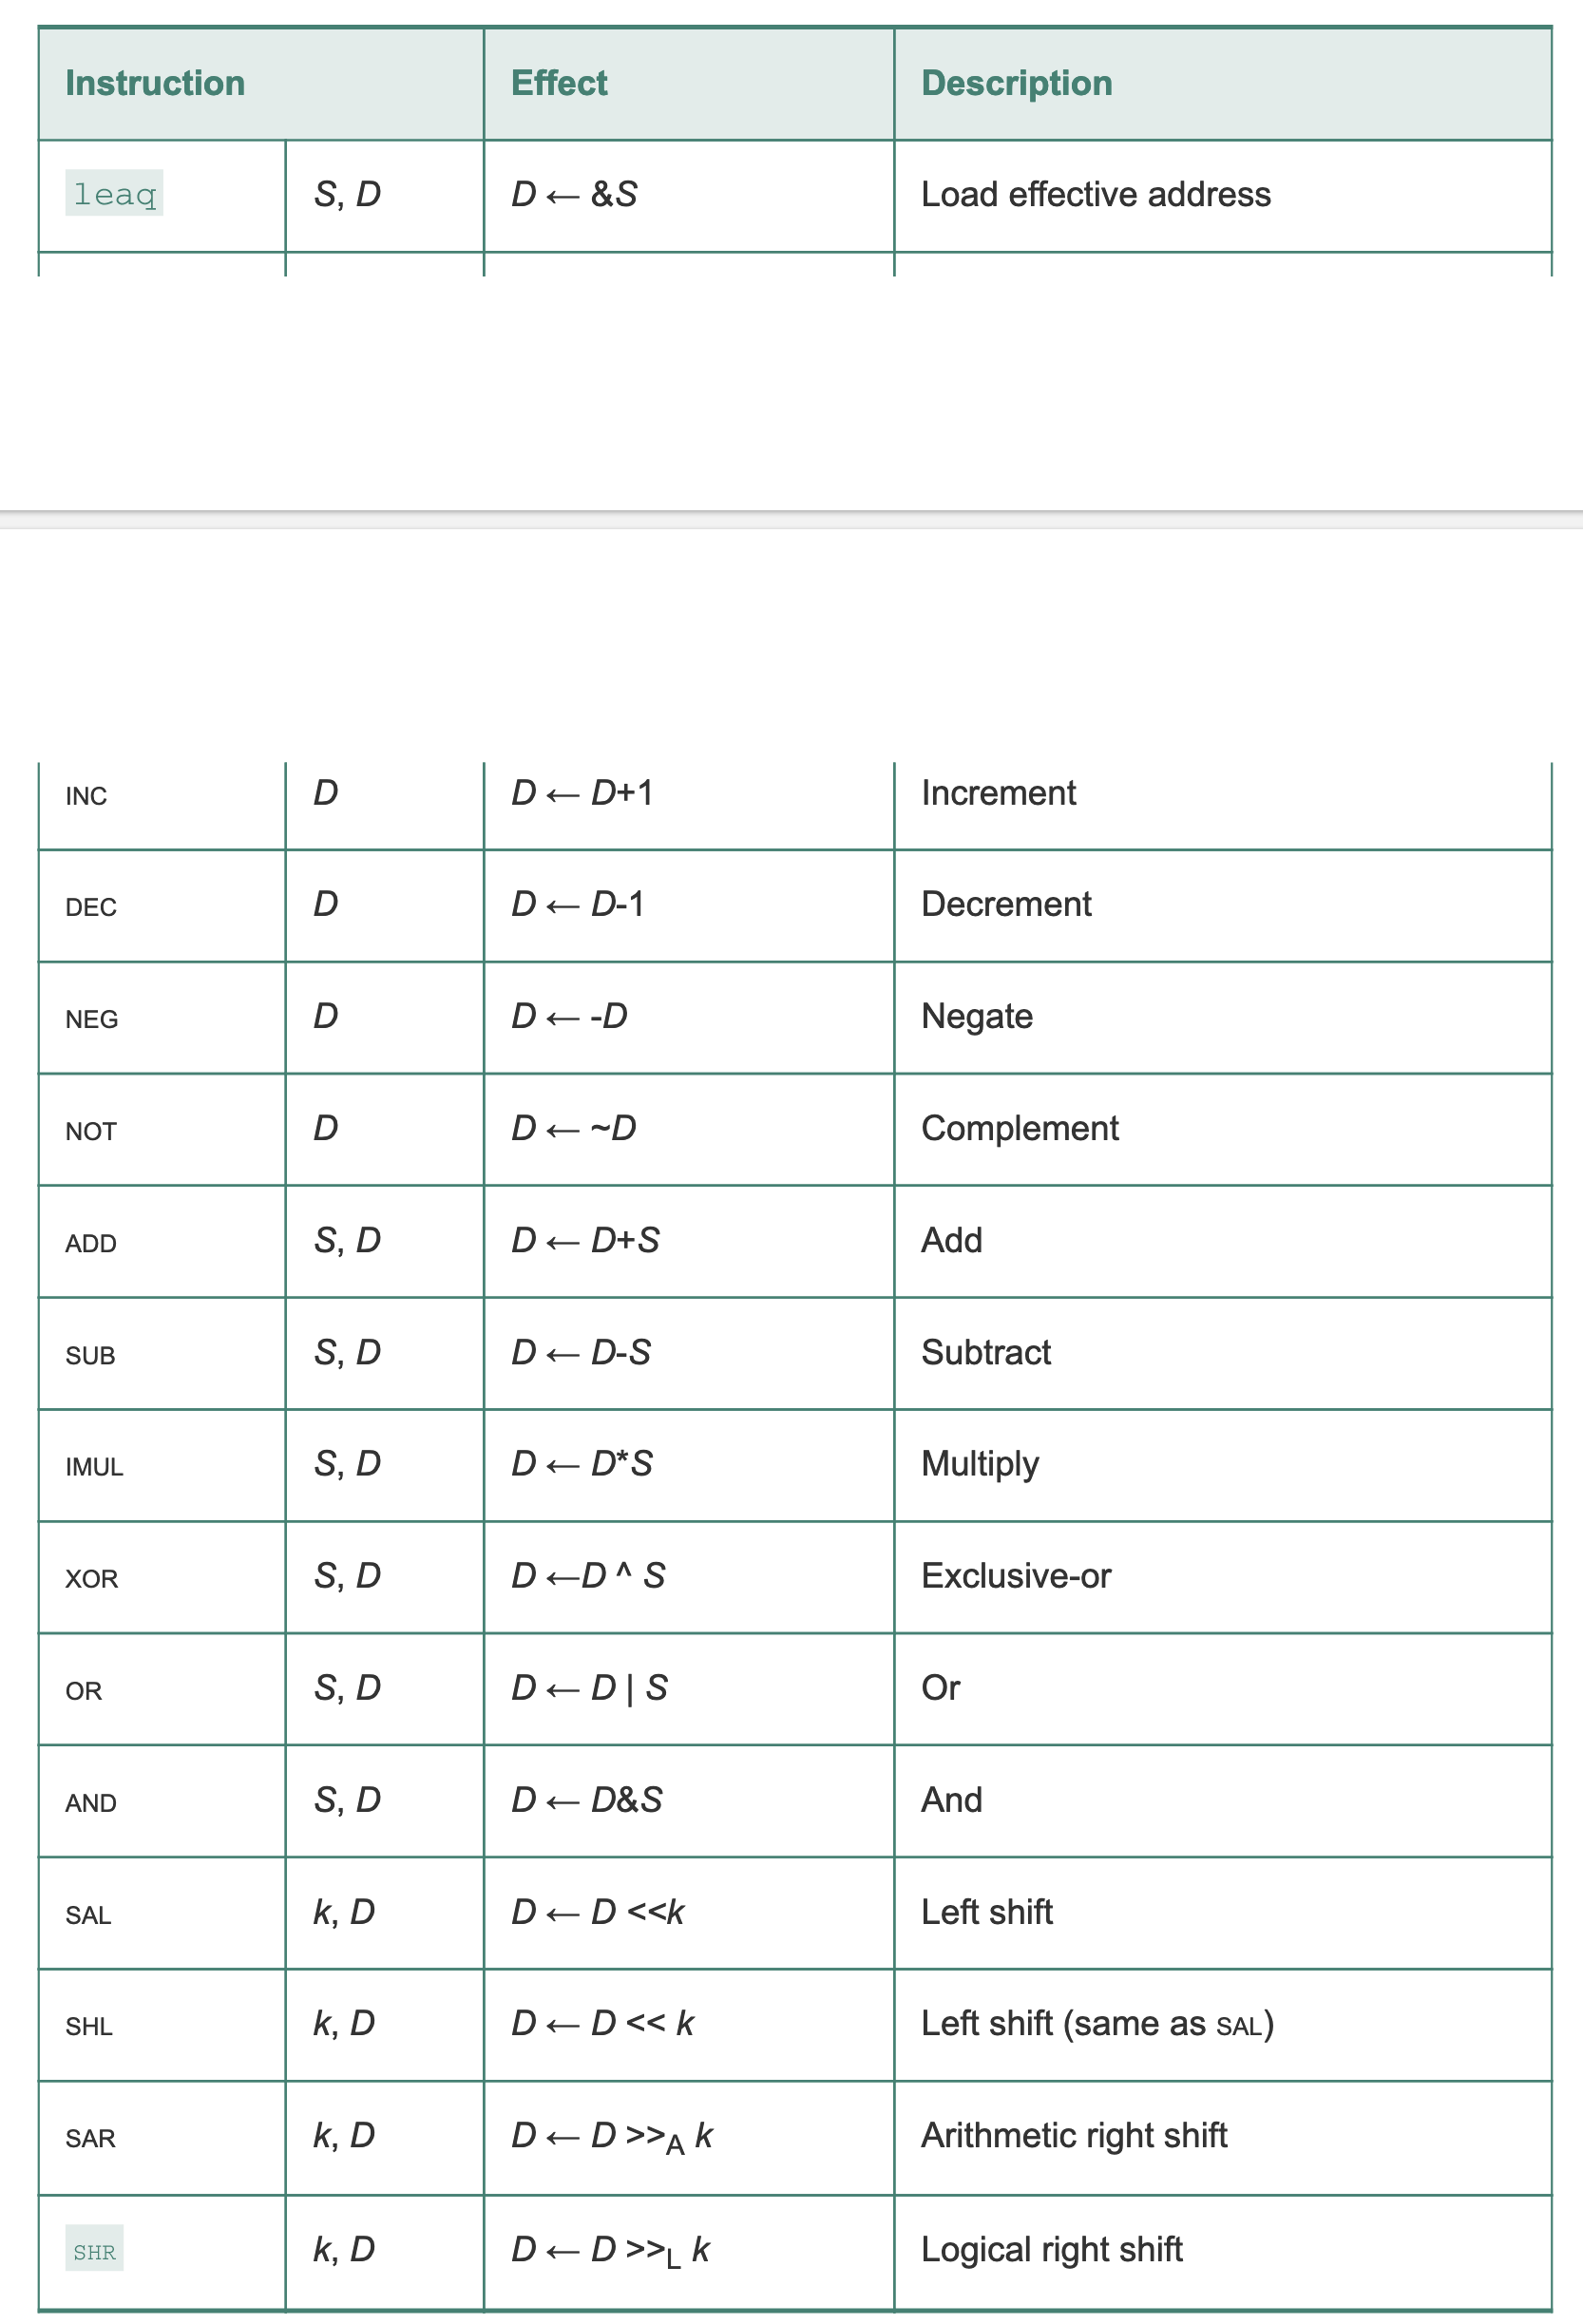 Instruction Effect Description
leaq S, D D ← &S Load effective address
INC D D ← D+1 Increment
DEC D D ← D-1 Decrement
NEG D D ← -D Negate
NOT D D ← ~D Complement
ADD S, D D ← D+S Add
SUB S, D D ← D-S Subtract
IMUL S, D D ← D*S Multiply
XOR S, D D ←D ^ S Exclusive-or
OR S, D D ← D | S Or
AND S, D D ← D&S And
SAL k, D D ← D <<k Left shift
SHL k, D D ← D << k Left shift (same as SAL)
SAR k, D D ← D >>A k Arithmetic right shift
SHR k, D D ← D >>L k Logical right shift